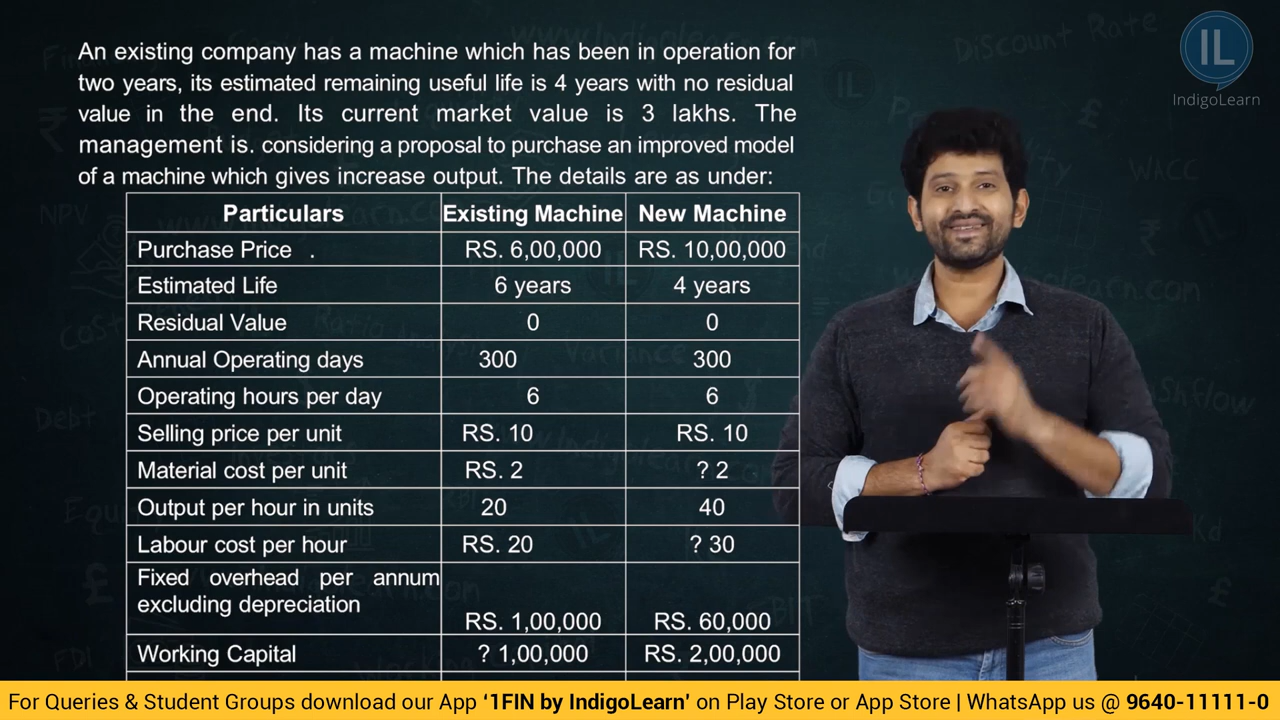 An existing company has a machine which has been in operation for
two years, its estimated remaining useful life is 4 years with no residual
value in the end. Its current market value is 3 lakhs. The
management is. considering a proposal to purchase an improved model
of a machine which gives increase output. The details are as under:
Particulars Existing Machine New Machine
Purchase Price . RS. 6,00,000 RS. 10,00,000
Estimated Life 6 years 4 years
Residual Value 0 0
Annual Operating days 300 300
Operating hours per day 6 6
Selling price per unit RS. 10 RS. 10
Material cost per unit RS. 2 ? 2
Output per hour in units 20 40
Labour cost per hour RS. 20 ? 30
Fixed overhead per annum
excluding depreciation RS. 1,00,000 RS. 60,000
Working Capital ? 1,00,000 RS. 2,00,000
IL
IndigoLearn
Discount Rate
WACC
NPV
Debt
FDI
Kd
£
₹
For Queries & Student Groups download our App ‘1FIN by IndigoLearn’ on Play Store or App Store | WhatsApp us @ 9640-11111-0